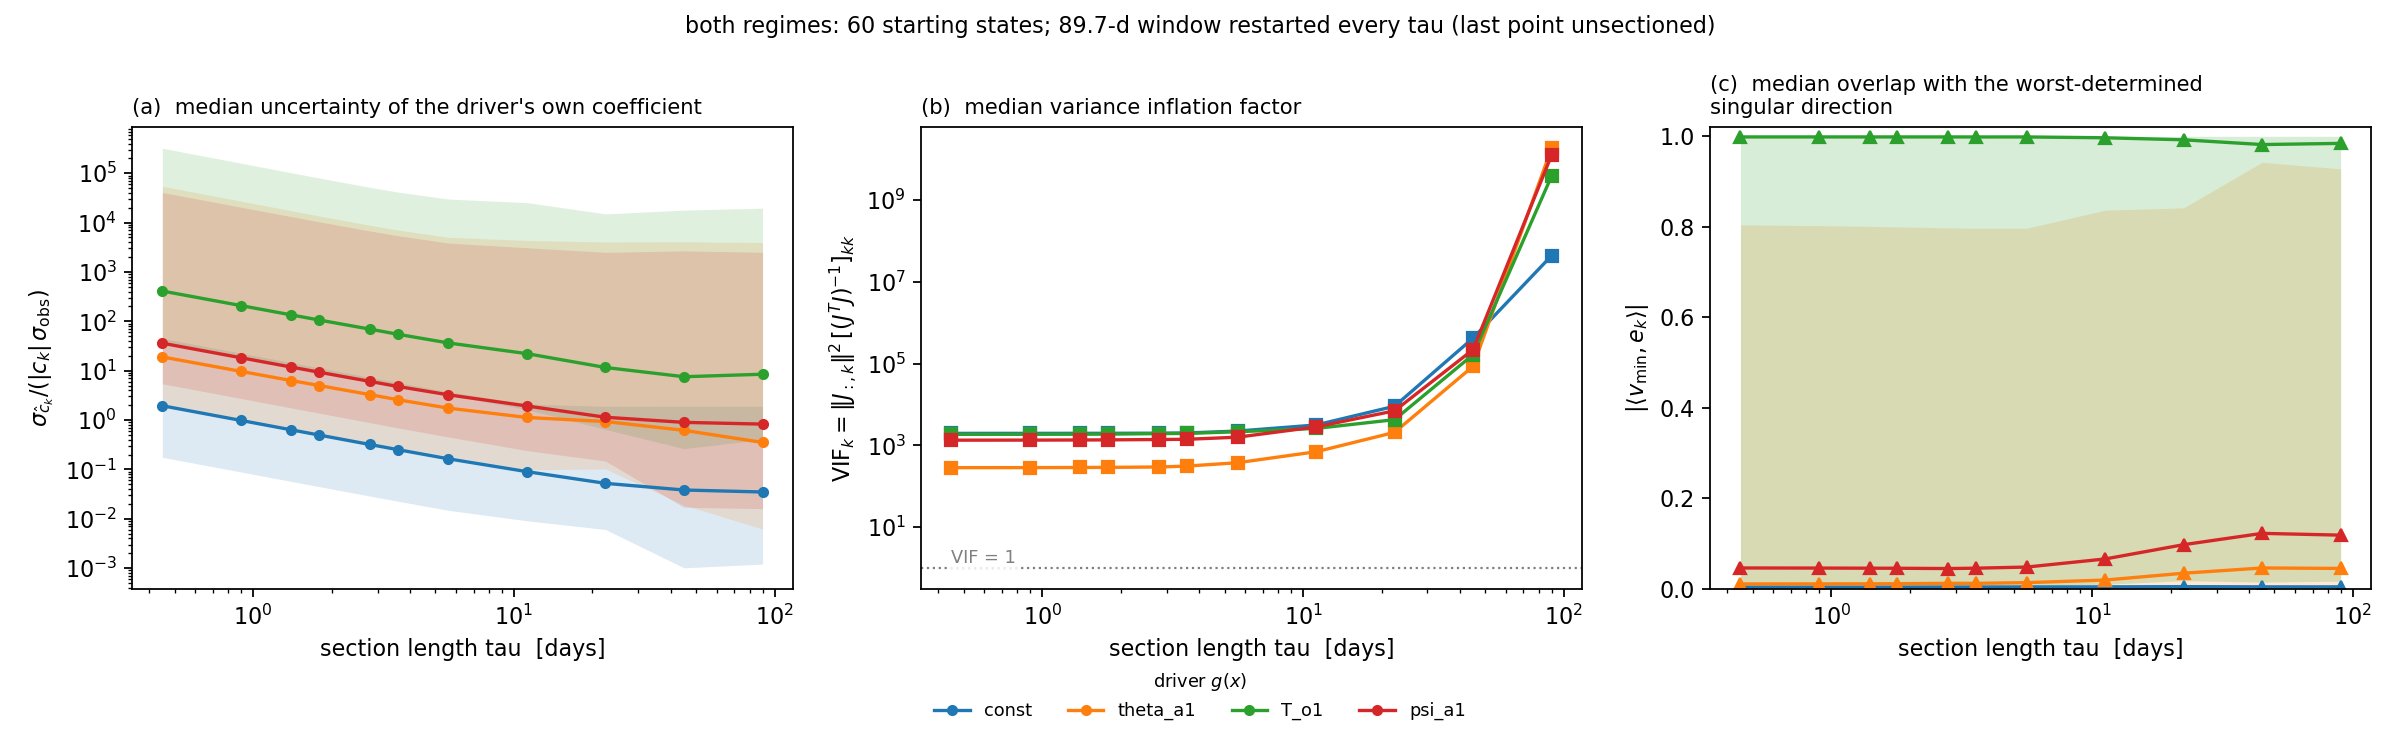 both regimes: 60 starting states; 89.7-d window restarted every tau (last point unsectioned)
(a) median uncertainty of the driver's own coefficient
σ_{ĉ_k}/(|c_k| σ_obs)
10^5
10^4
10^3
10^2
10^1
10^0
10^{-1}
10^{-2}
10^{-3}
10^0 10^1 10^2
section length tau [days]
(b) median variance inflation factor
VIF_k = ‖J_{:,k}‖^2 [(J^T J)^{-1}]_{kk}
10^9
10^7
10^5
10^3
10^1
VIF = 1
10^0 10^1 10^2
section length tau [days]
(c) median overlap with the worst-determined
singular direction
|⟨v_min, e_k⟩|
1.0
0.8
0.6
0.4
0.2
0.0
10^0 10^1 10^2
section length tau [days]
driver g(x)
const theta_a1 T_o1 psi_a1